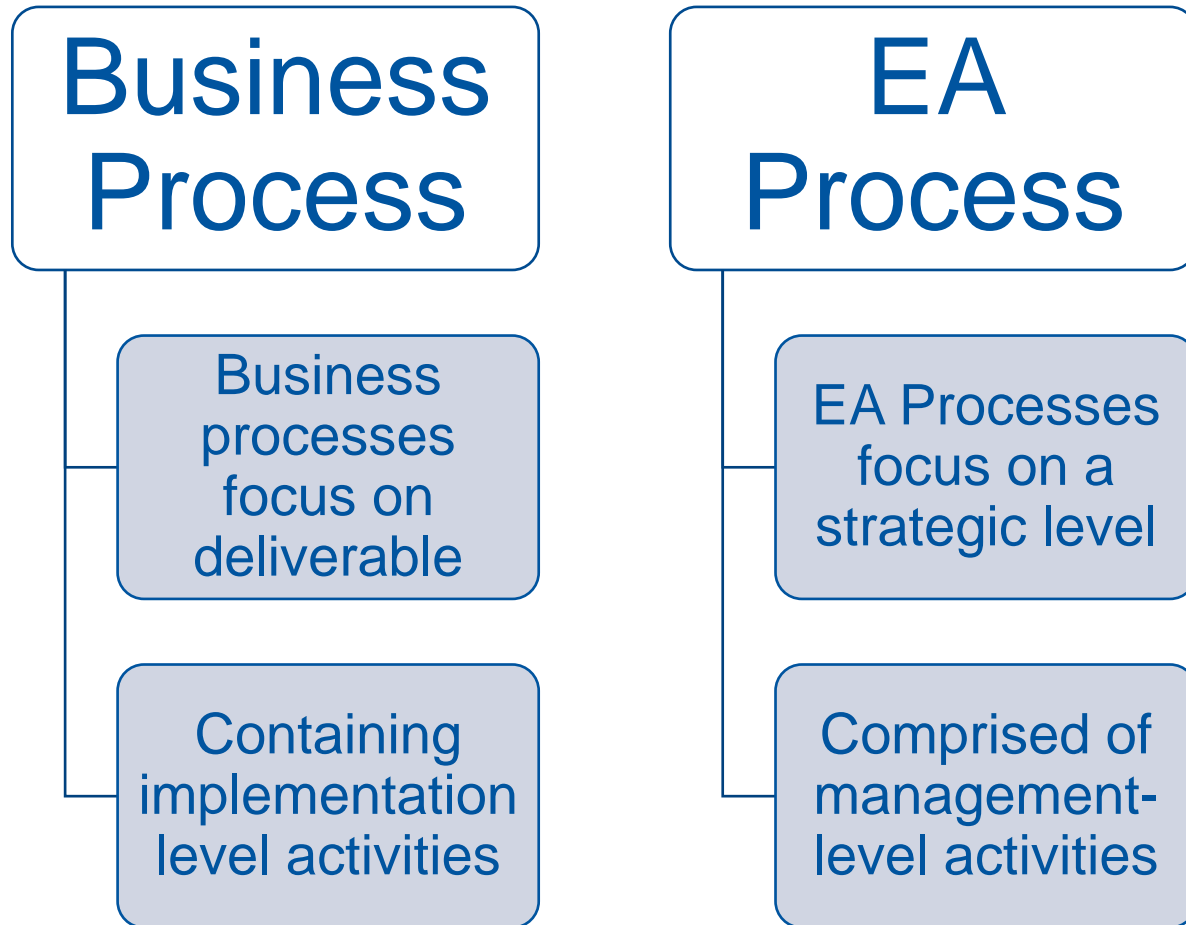 Business
Process
Business
processes
focus on
deliverable
Containing
implementation
level activities
EA
Process
EA Processes
focus on a
strategic level
Comprised of
management-
level activities